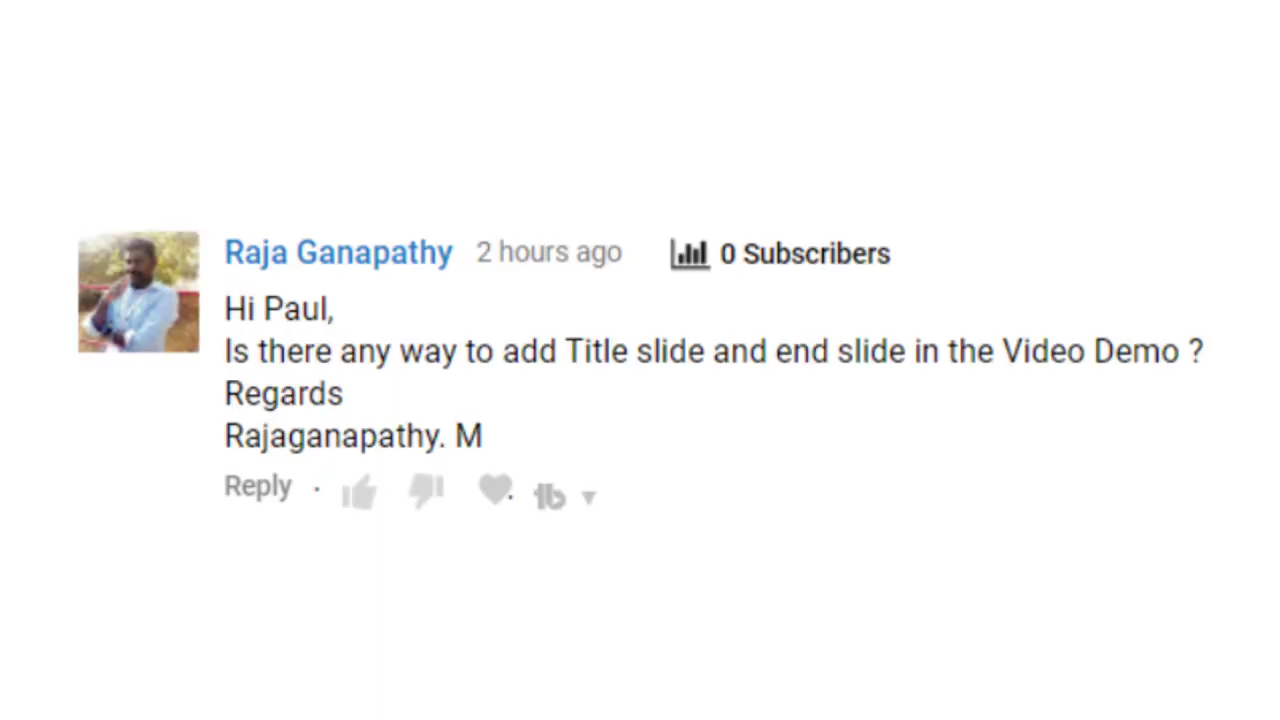 Raja Ganapathy 2 hours ago 0 Subscribers
Hi Paul,
Is there any way to add Title slide and end slide in the Video Demo ?
Regards
Rajaganapathy. M
Reply · tb ▼